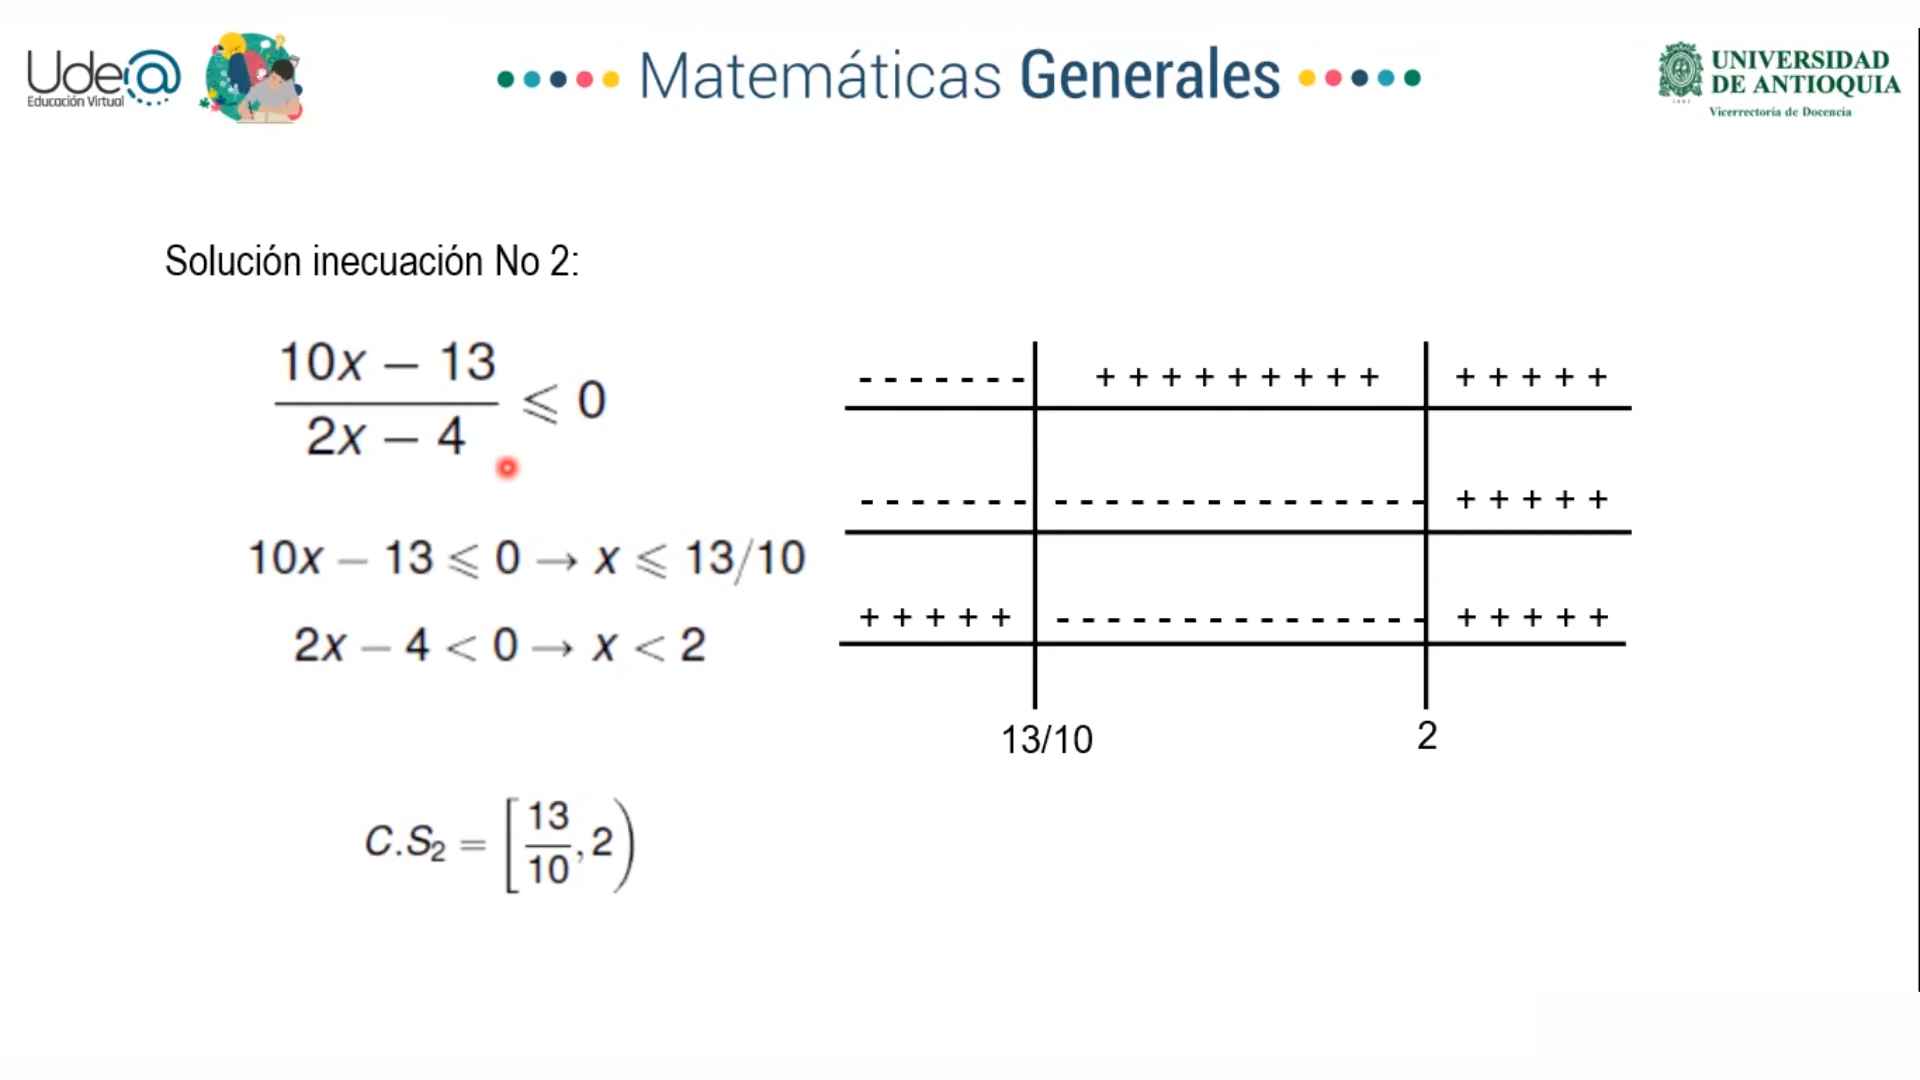 Ude@
Educación Virtual
Matemáticas Generales
UNIVERSIDAD
DE ANTIOQUIA
1803
Vicerrectoría de Docencia
Solución inecuación No 2:
10x − 13
2x − 4
⩽ 0
10x − 13 ⩽ 0 → x ⩽ 13/10
2x − 4 < 0 → x < 2
C.S₂ = [13/10, 2)
- - - - - - - + + + + + + + + + + + + + +
- - - - - - - - - - - - - - - - - - - - - - + + + + +
+ + + + + - - - - - - - - - - - - - - - + + + + +
13/10 2